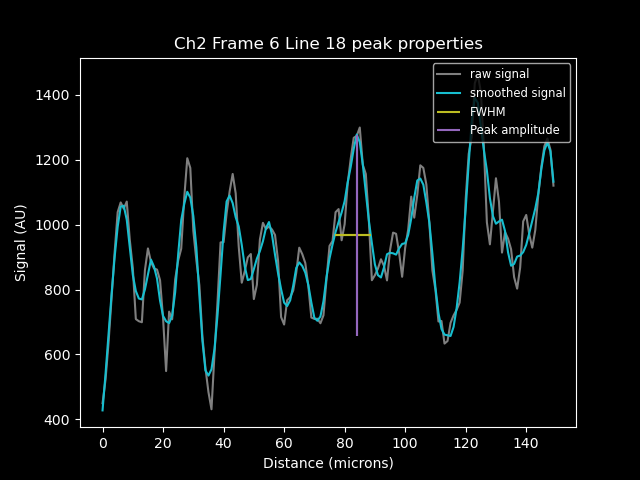 Ch2 Frame 6 Line 18 peak properties
raw signal
smoothed signal
FWHM
Peak amplitude
Signal (AU)
1400
1200
1000
800
600
400
0 20 40 60 80 100 120 140
Distance (microns)